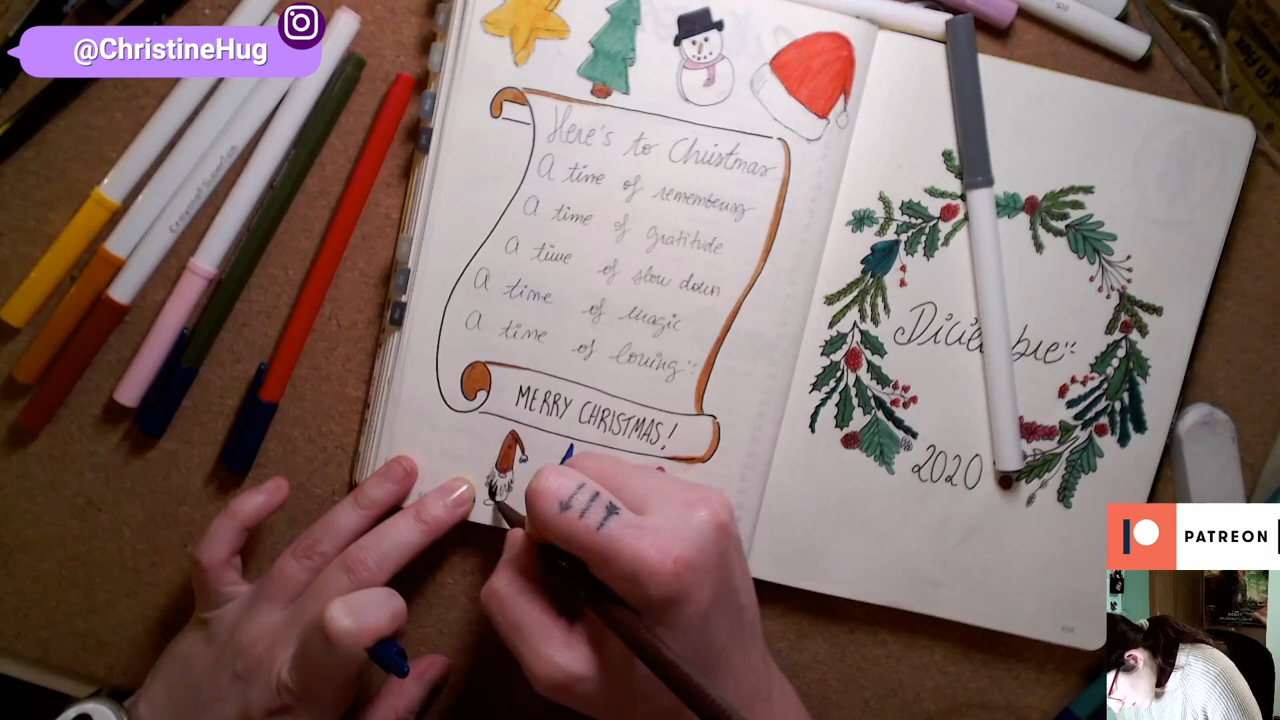 @ChristineHug
Here's to Christmas
A time of remembering
A time of gratitude
A time of slow down
A time of magic
A time of loving
MERRY CHRISTMAS!
2020
PATREON